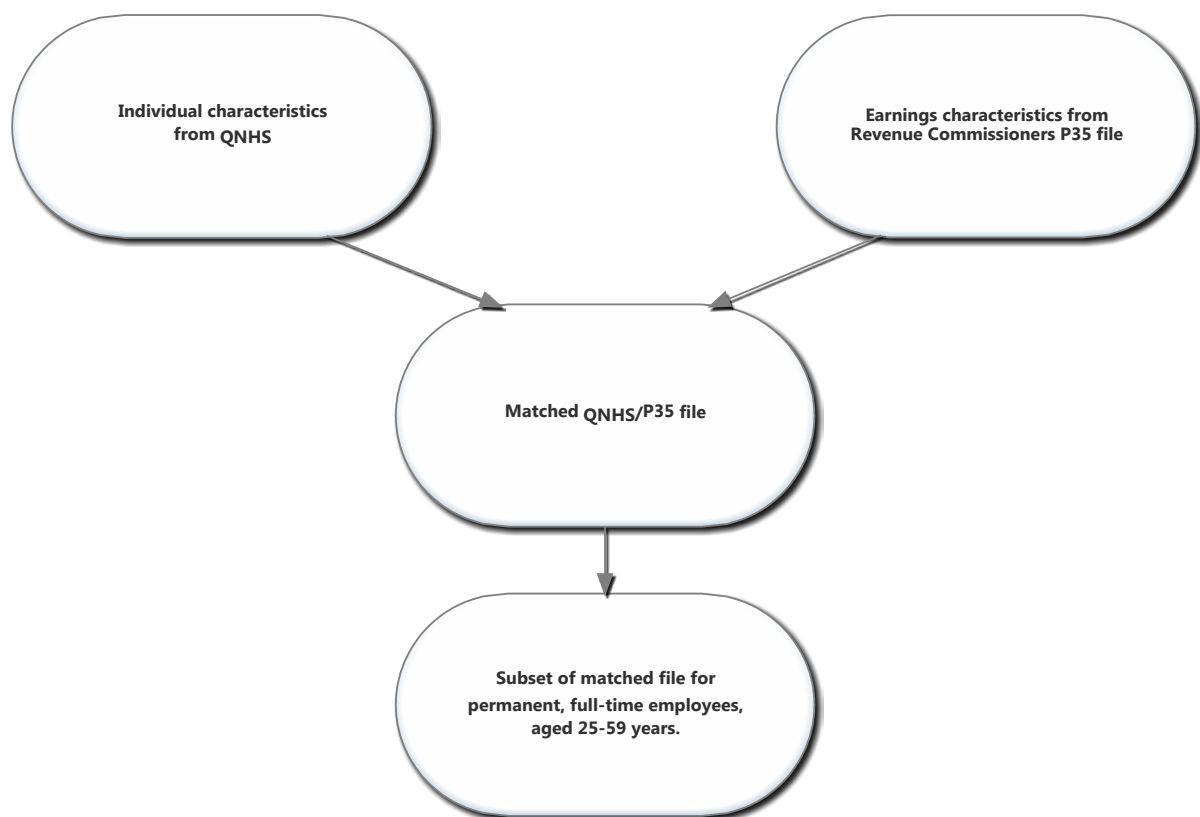 Individual characteristics
from QNHS
Earnings characteristics from
Revenue Commissioners P35 file
Matched QNHS/P35 file
Subset of matched file for
permanent, full-time employees,
aged 25-59 years.